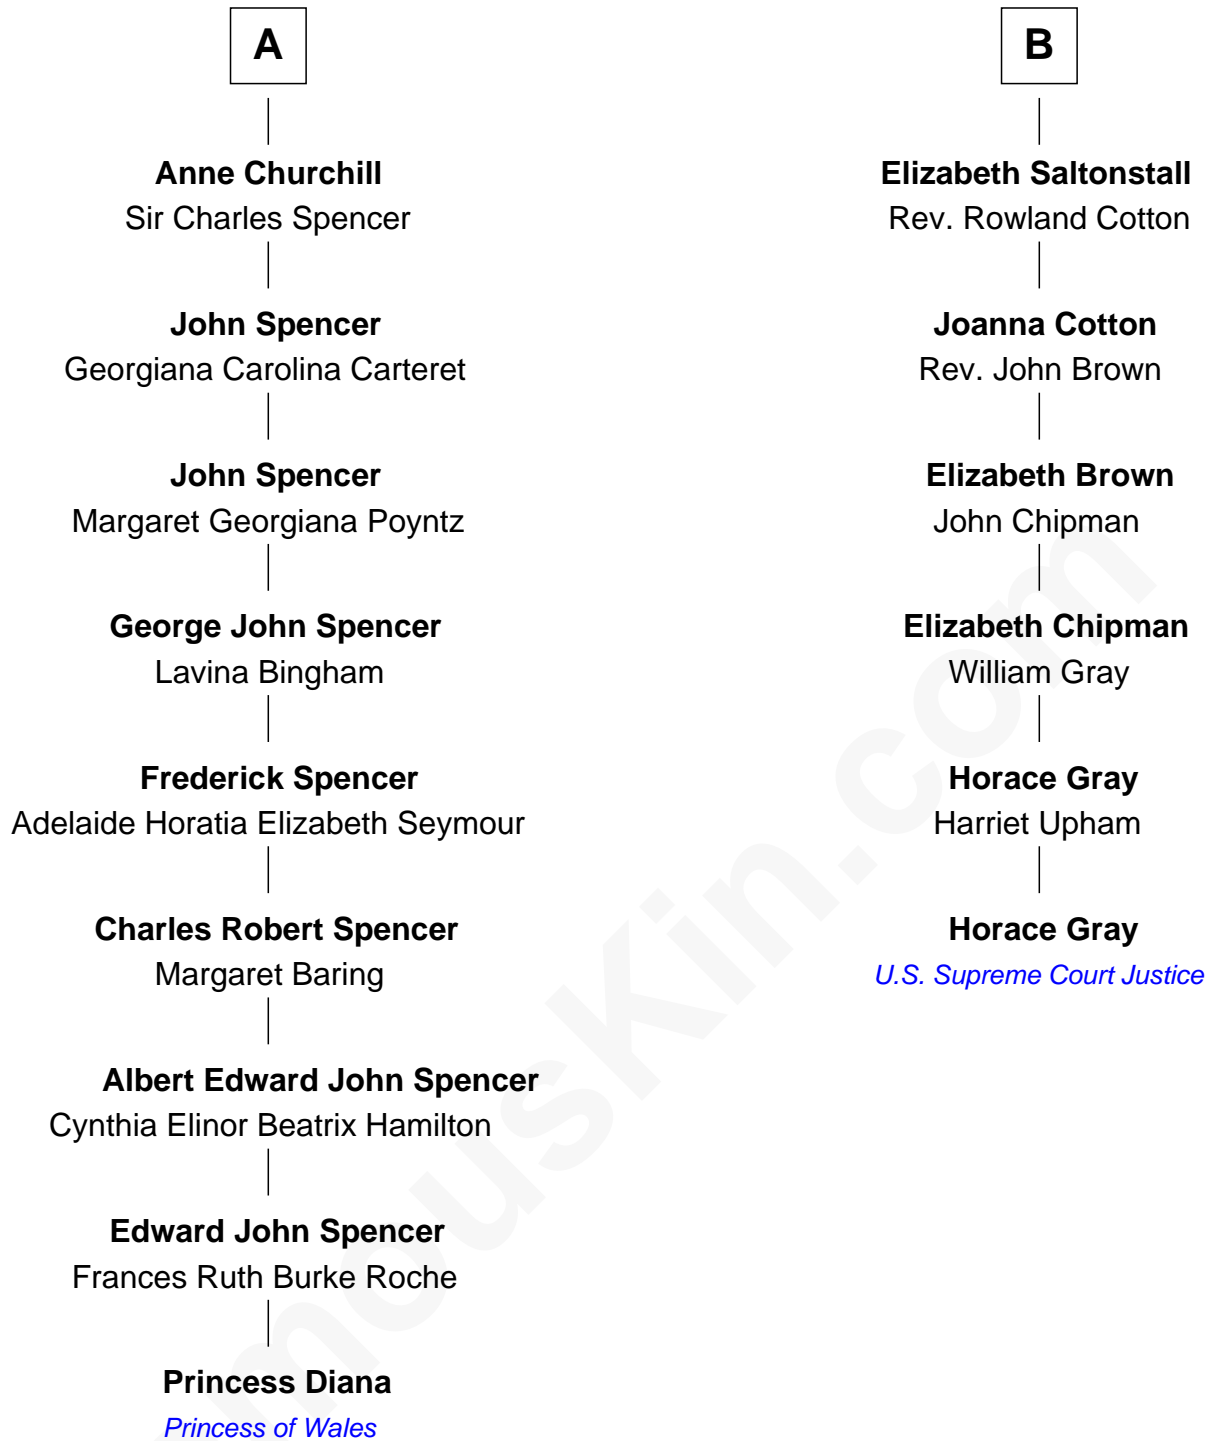 A
Anne Churchill
Sir Charles Spencer
John Spencer
Georgiana Carolina Carteret
John Spencer
Margaret Georgiana Poyntz
George John Spencer
Lavina Bingham
Frederick Spencer
Adelaide Horatia Elizabeth Seymour
Charles Robert Spencer
Margaret Baring
Albert Edward John Spencer
Cynthia Elinor Beatrix Hamilton
Edward John Spencer
Frances Ruth Burke Roche
Princess Diana
Princess of Wales
B
Elizabeth Saltonstall
Rev. Rowland Cotton
Joanna Cotton
Rev. John Brown
Elizabeth Brown
John Chipman
Elizabeth Chipman
William Gray
Horace Gray
Harriet Upham
Horace Gray
U.S. Supreme Court Justice
mouskin.com